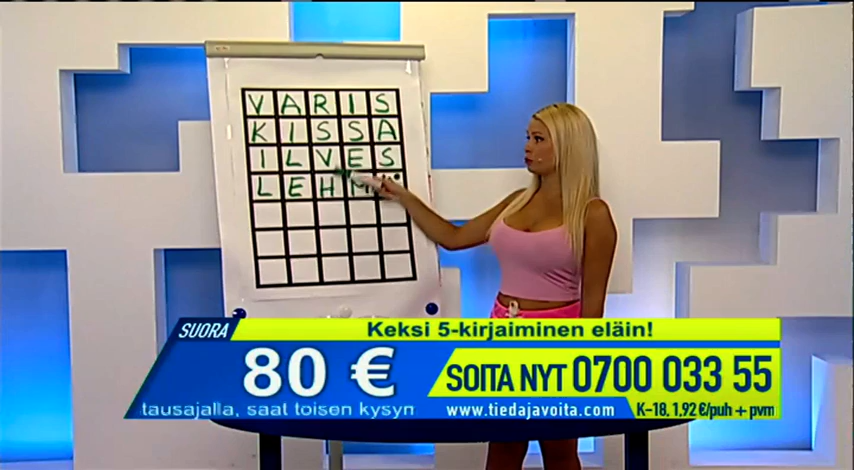 VARIS
KISSA
ILVES
LEHM
SUORA
Keksi 5-kirjaiminen eläin!
80 €
SOITA NYT 0700 033 55
tausajalla, saat toisen kysyn
www.tiedajavoita.com
K-18, 1,92 €/puh + pvm